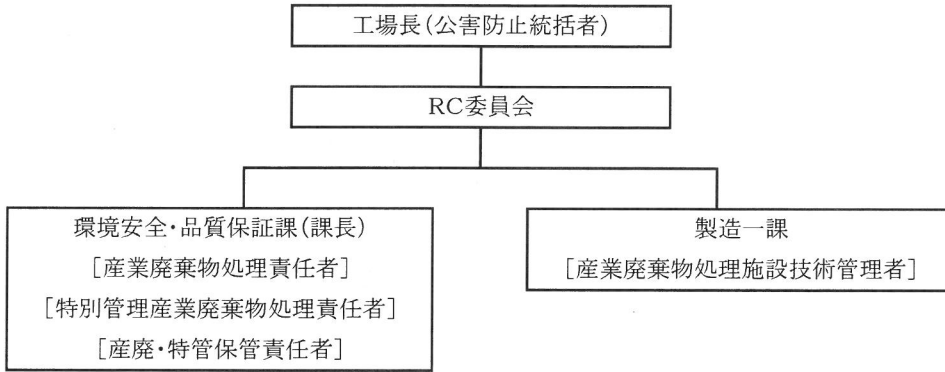 工場長(公害防止統括者)
RC委員会
環境安全・品質保証課(課長)
[産業廃棄物処理責任者]
[特別管理産業廃棄物処理責任者]
[産廃・特管保管責任者]
製造一課
[産業廃棄物処理施設技術管理者]